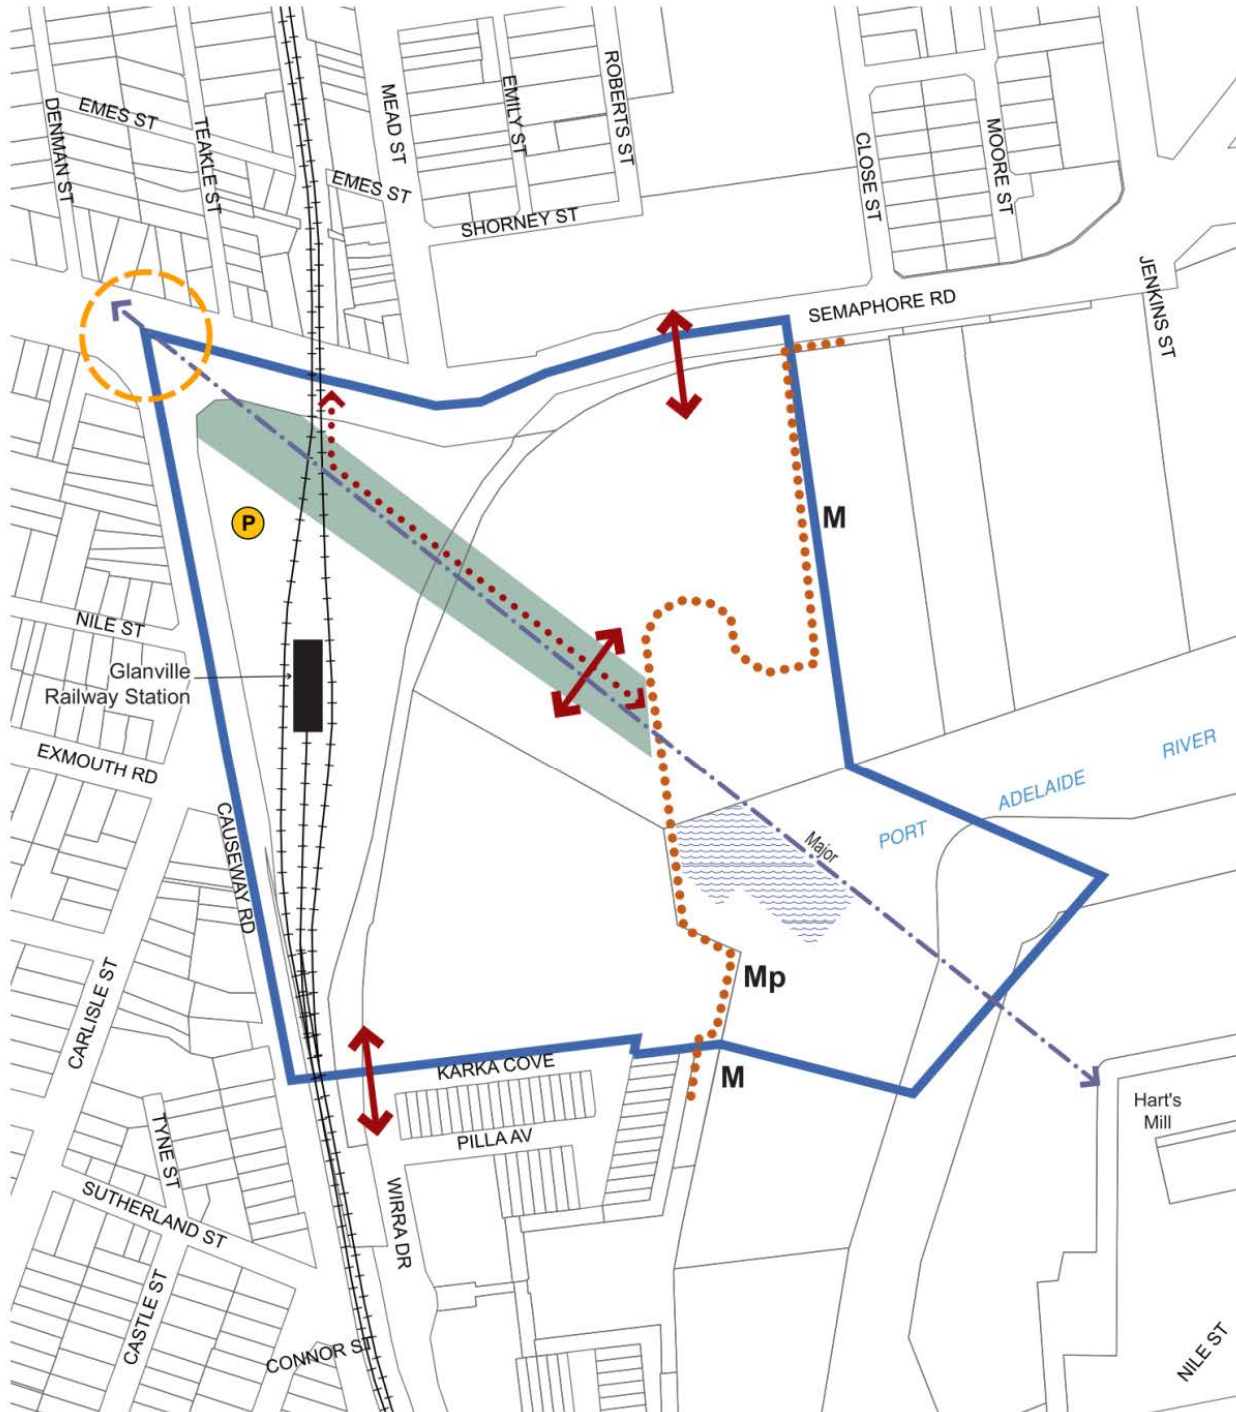 DENMAN ST
EMES ST
TEAKLE ST
MEAD ST
EMES ST
EMILY ST
ROBERTS ST
SHORNEY ST
CLOSE ST
MOORE ST
JENKINS ST
SEMAPHORE RD
P
M
NILE ST
Glanville
Railway Station
EXMOUTH RD
CAUSEWAY RD
RIVER
ADELAIDE
PORT
Major
CARLISLE ST
Mp
KARKA COVE
M
Hart's
Mill
PILLA AV
TYNE ST
SUTHERLAND ST
WIRRA DR
CASTLE ST
CONNOR ST
NILE ST